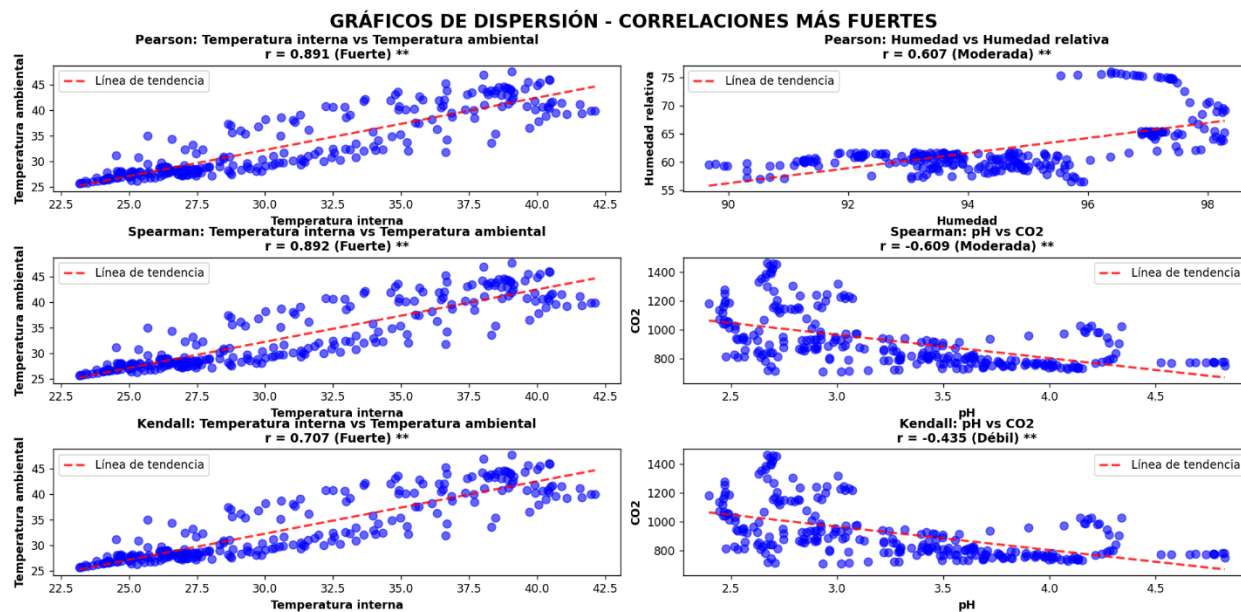 GRÁFICOS DE DISPERSIÓN - CORRELACIONES MÁS FUERTES
Pearson: Temperatura interna vs Temperatura ambiental
r = 0.891 (Fuerte) **
Línea de tendencia
Temperatura ambiental
45
40
35
30
25
22.5 25.0 27.5 30.0 32.5 35.0 37.5 40.0 42.5
Temperatura interna
Pearson: Humedad vs Humedad relativa
r = 0.607 (Moderada) **
Línea de tendencia
Humedad relativa
75
70
65
60
55
90 92 94 96 98
Humedad
Spearman: Temperatura interna vs Temperatura ambiental
r = 0.892 (Fuerte) **
Línea de tendencia
Temperatura ambiental
45
40
35
30
25
22.5 25.0 27.5 30.0 32.5 35.0 37.5 40.0 42.5
Temperatura interna
Spearman: pH vs CO2
r = -0.609 (Moderada) **
Línea de tendencia
CO2
1400
1200
1000
800
2.5 3.0 3.5 4.0 4.5
pH
Kendall: Temperatura interna vs Temperatura ambiental
r = 0.707 (Fuerte) **
Línea de tendencia
Temperatura ambiental
45
40
35
30
25
22.5 25.0 27.5 30.0 32.5 35.0 37.5 40.0 42.5
Temperatura interna
Kendall: pH vs CO2
r = -0.435 (Débil) **
Línea de tendencia
CO2
1400
1200
1000
800
2.5 3.0 3.5 4.0 4.5
pH